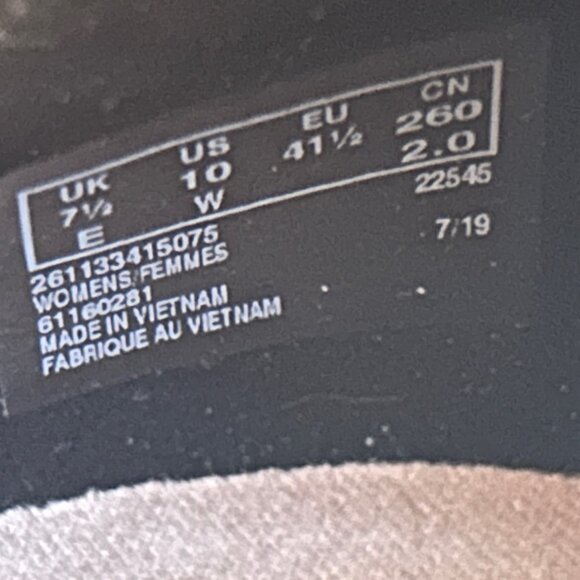 UK US EU CN
7½ 10 41½ 260
E W 2.0
261133415075 22545
WOMENS/FEMMES 7/19
61160281
MADE IN VIETNAM
FABRIQUE AU VIETNAM